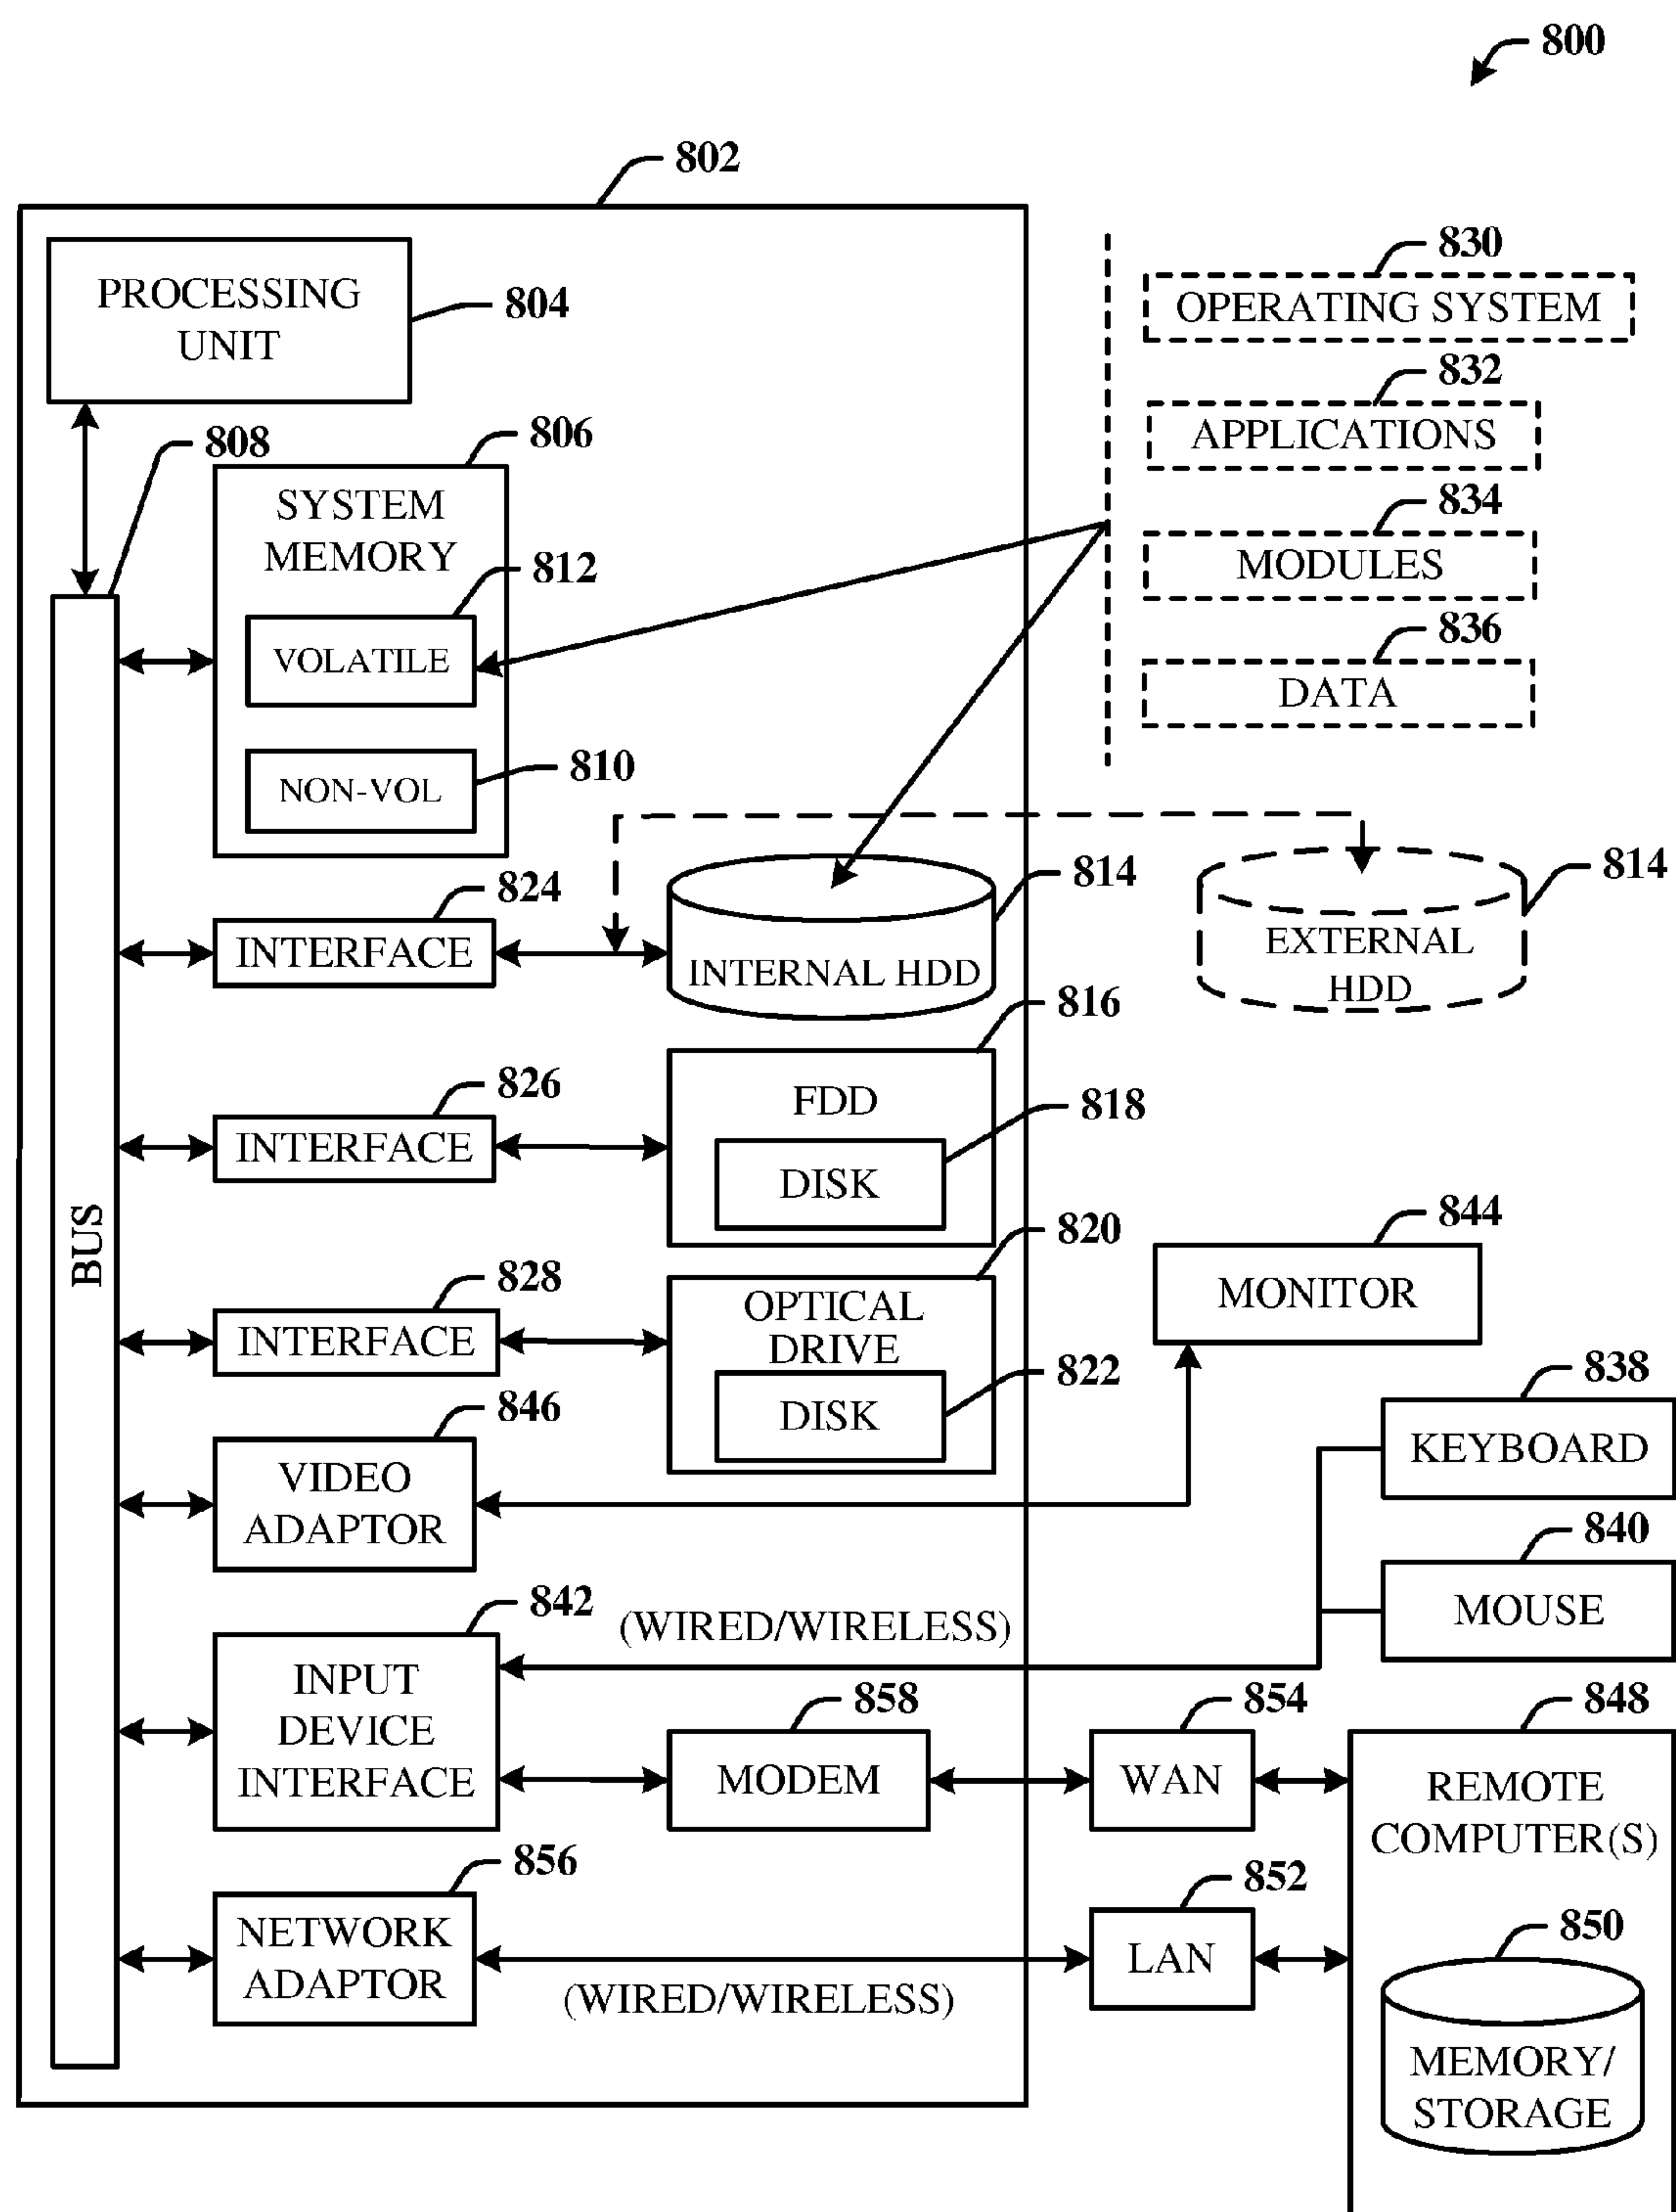 800
802
PROCESSING
UNIT
804
830
OPERATING SYSTEM
832
APPLICATIONS
834
MODULES
836
DATA
808
806
SYSTEM
MEMORY
812
VOLATILE
810
NON-VOL
824
INTERFACE
814
INTERNAL HDD
814
EXTERNAL
HDD
826
INTERFACE
816
FDD
818
DISK
BUS
828
INTERFACE
820
OPTICAL
DRIVE
822
DISK
844
MONITOR
846
VIDEO
ADAPTOR
838
KEYBOARD
840
MOUSE
842
INPUT
DEVICE
INTERFACE
(WIRED/WIRELESS)
858
MODEM
854
WAN
848
REMOTE
COMPUTER(S)
856
NETWORK
ADAPTOR
(WIRED/WIRELESS)
852
LAN
850
MEMORY/
STORAGE